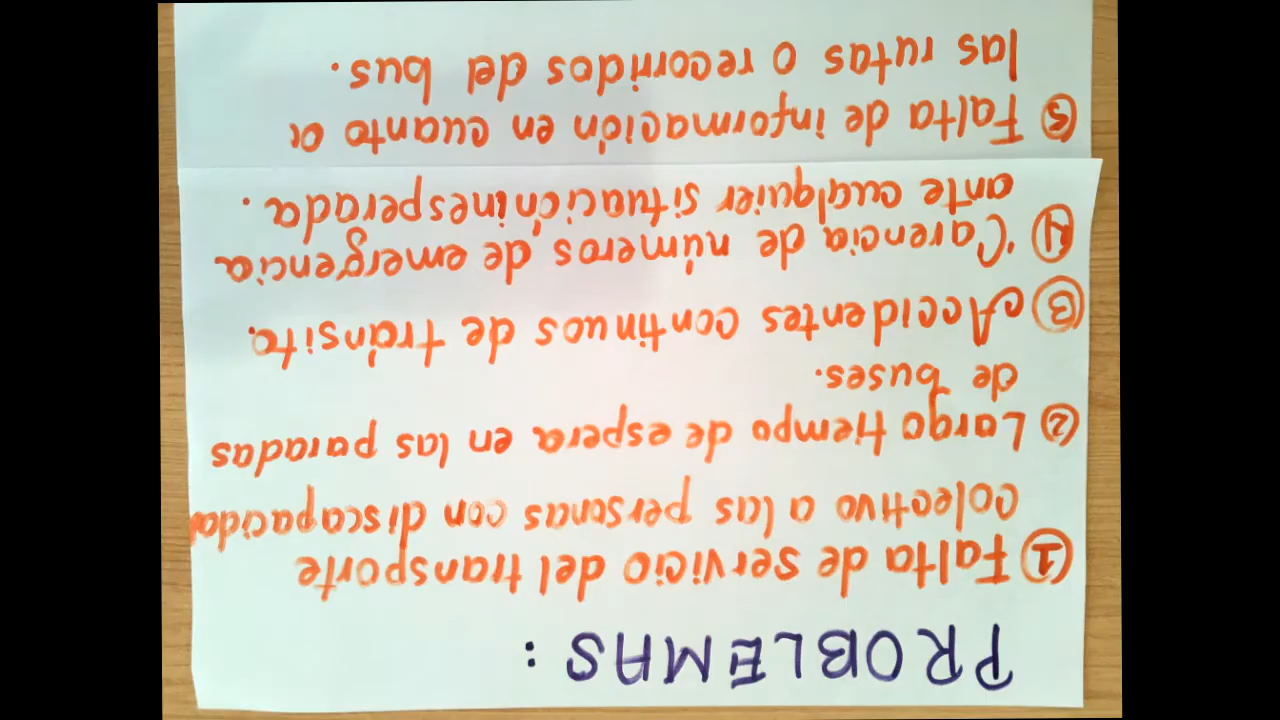 PROBLEMAS :
① Falta de servicio del transporte
colectivo a las personas con discapacidad
② Largo tiempo de espera en las paradas
de buses.
③ Accidentes continuos de tránsito.
④ Carencia de números de emergencia
ante cualquier situación inesperada.
⑤ Falta de información en cuanto a
las rutas o recorridos del bus.